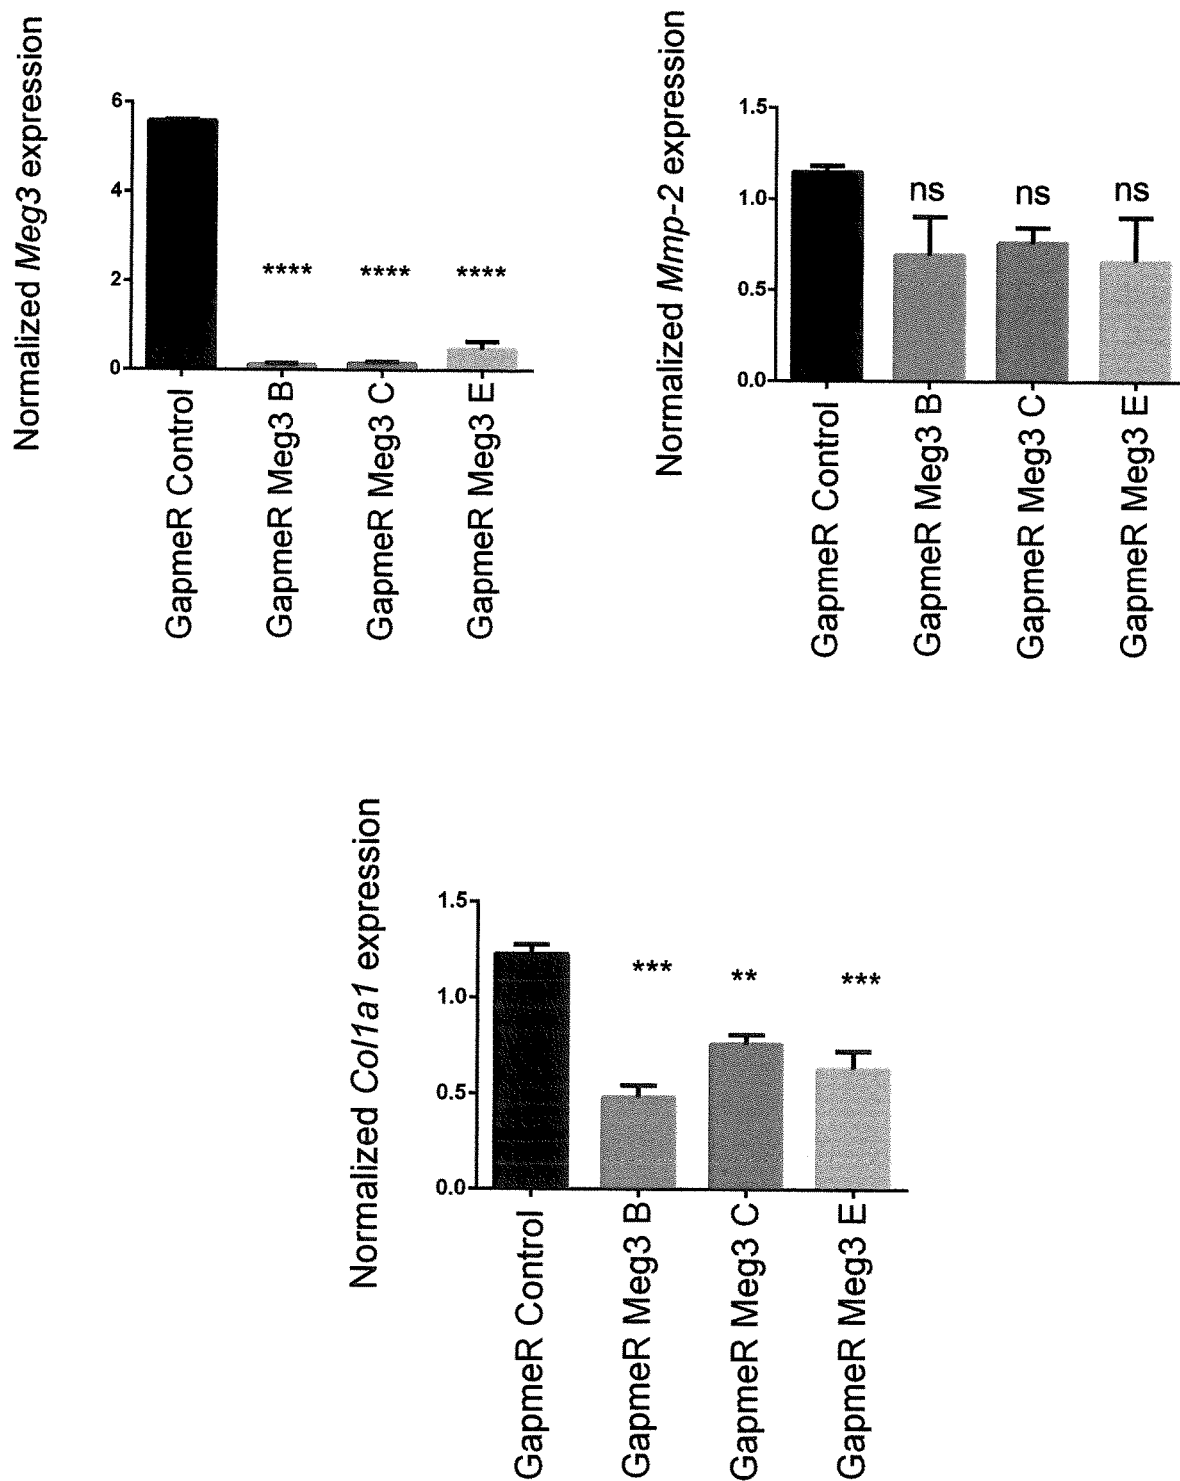 Normalized Meg3 expression
6
4
2
0
**** **** ****
GapmeR Control
GapmeR Meg3 B
GapmeR Meg3 C
GapmeR Meg3 E
Normalized Mmp-2 expression
1.5
1.0
0.5
0.0
ns ns ns
GapmeR Control
GapmeR Meg3 B
GapmeR Meg3 C
GapmeR Meg3 E
Normalized Col1a1 expression
1.5
1.0
0.5
0.0
*** ** ***
GapmeR Control
GapmeR Meg3 B
GapmeR Meg3 C
GapmeR Meg3 E